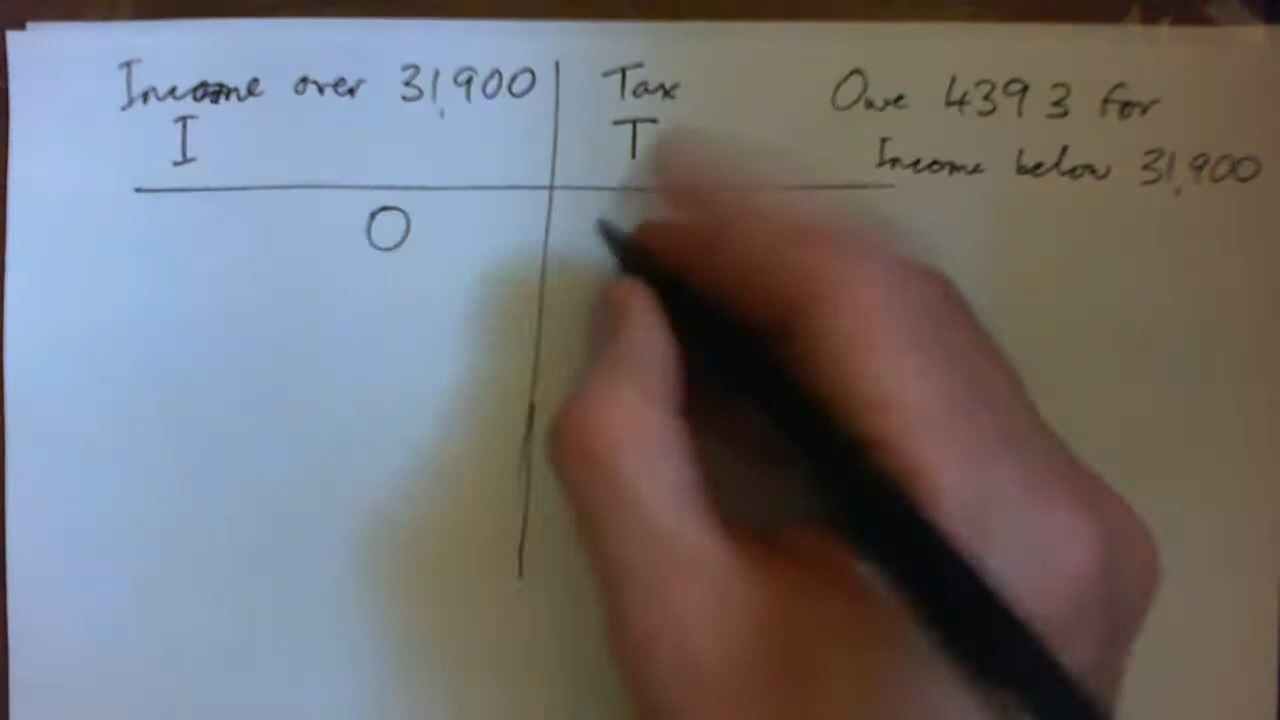 Income over 31,900
Tax
Owe 4393 for
Income below 31,900
I
T
0